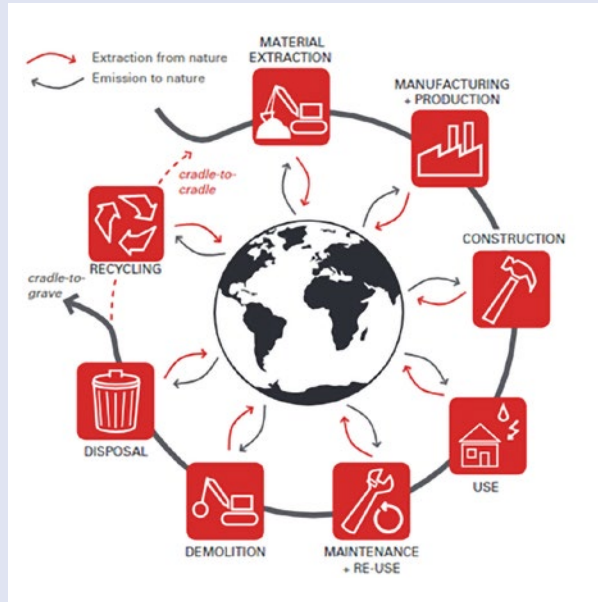 Extraction from nature
Emission to nature
MATERIAL
EXTRACTION
MANUFACTURING
+ PRODUCTION
CONSTRUCTION
USE
MAINTENANCE
+ RE-USE
DEMOLITION
DISPOSAL
cradle-to-
grave
RECYCLING
cradle-to-
cradle